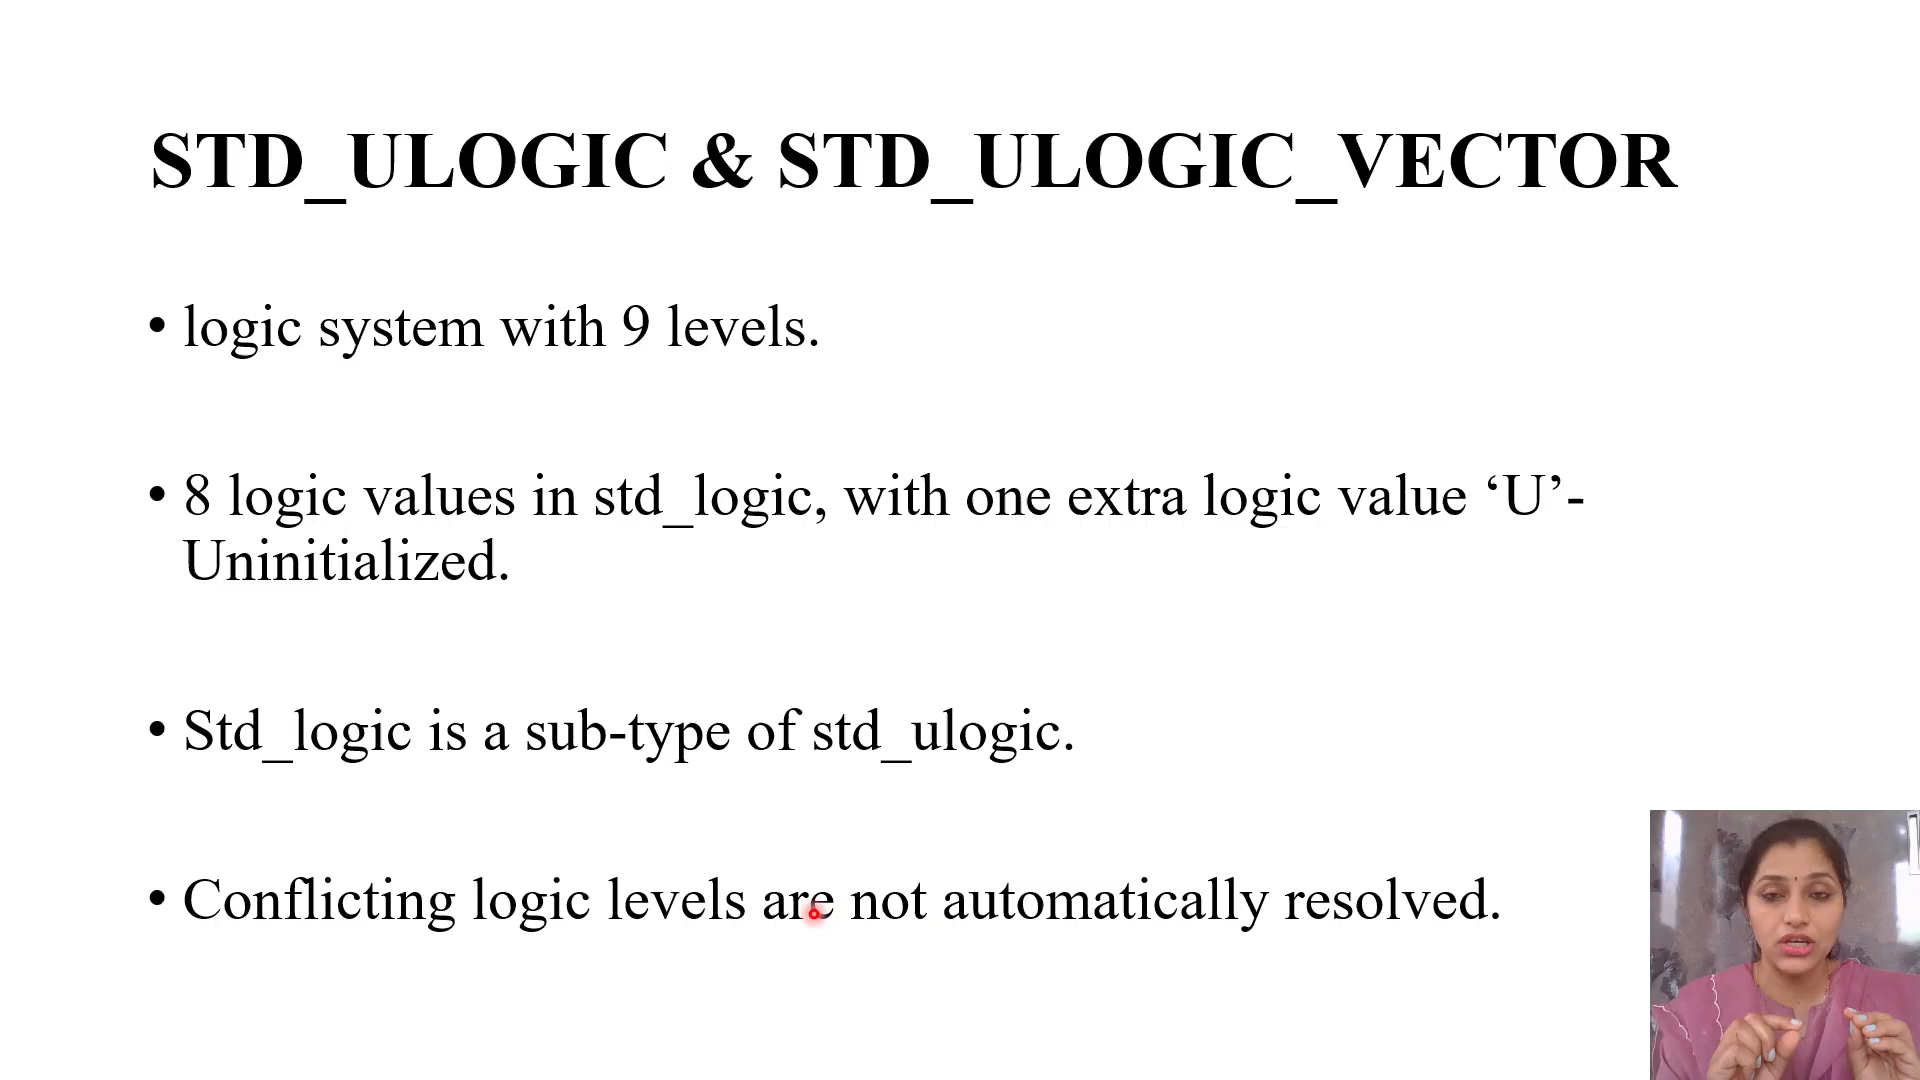 STD_ULOGIC & STD_ULOGIC_VECTOR
• logic system with 9 levels.
• 8 logic values in std_logic, with one extra logic value ‘U’-
Uninitialized.
• Std_logic is a sub-type of std_ulogic.
• Conflicting logic levels are not automatically resolved.